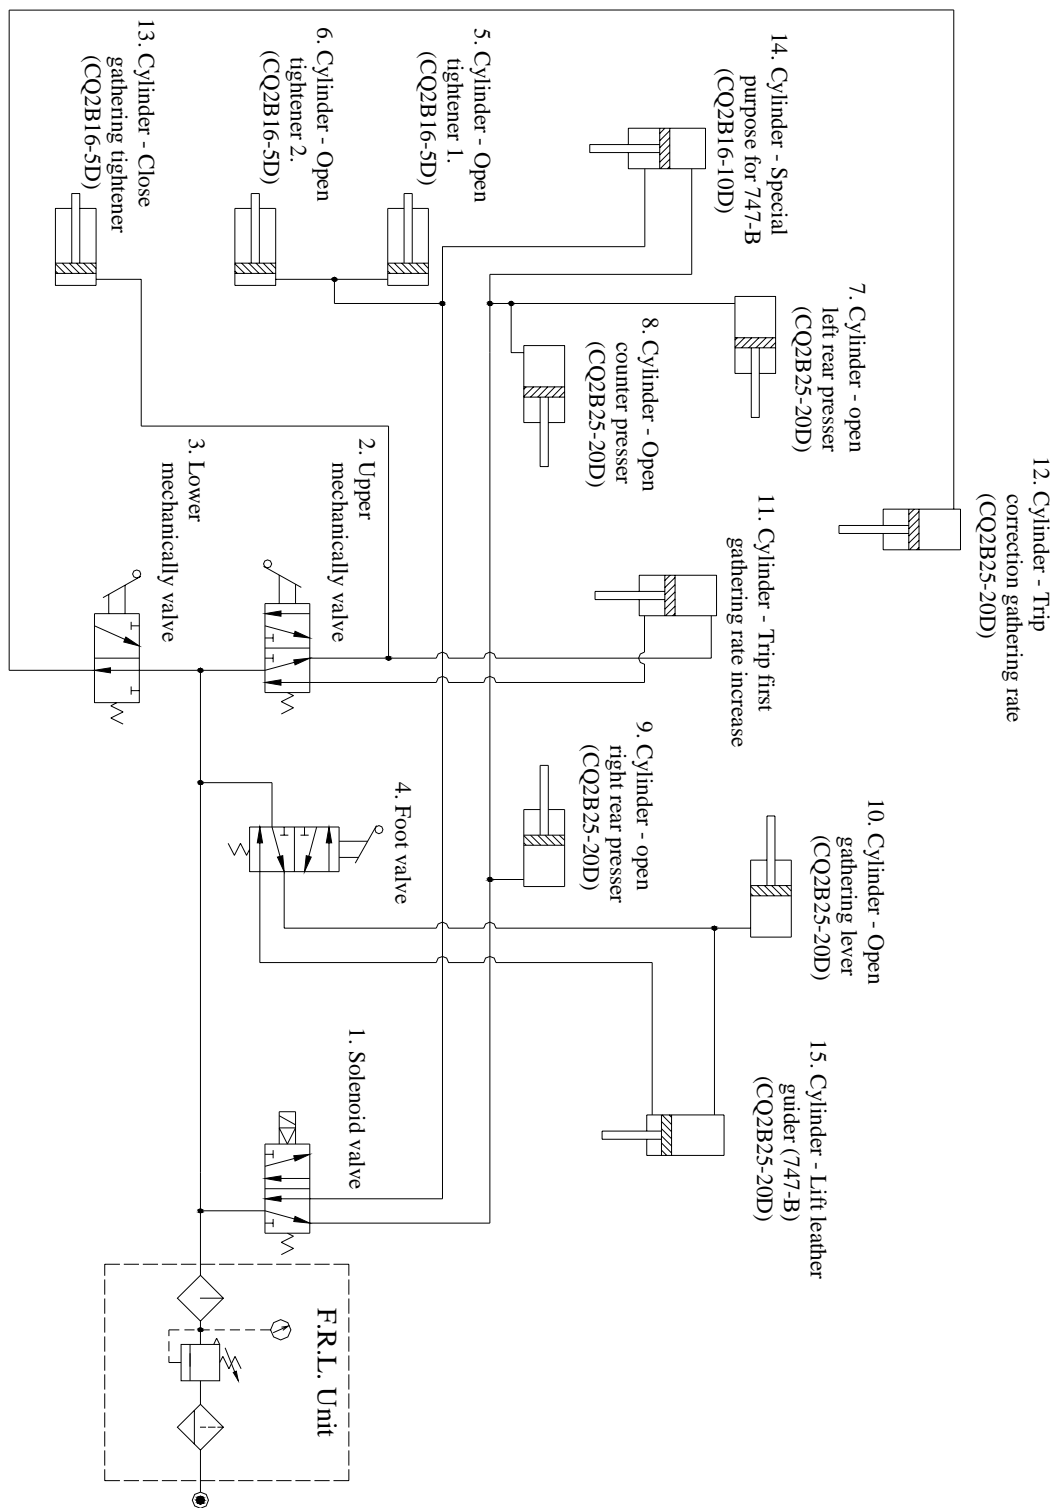 12. Cylinder - Trip
correction gathering rate
(CQ2B25-20D)
10. Cylinder - Open
gathering lever
(CQ2B25-20D)
15. Cylinder - Lift leather
guider (747-B)
(CQ2B25-20D)
7. Cylinder - open
left rear presser
(CQ2B25-20D)
14. Cylinder - Special
purpose for 747-B
(CQ2B16-10D)
11. Cylinder - Trip first
gathering rate increase
8. Cylinder - Open
counter presser
(CQ2B25-20D)
9. Cylinder - open
right rear presser
(CQ2B25-20D)
5. Cylinder - Open
tightener 1.
(CQ2B16-5D)
6. Cylinder - Open
tightener 2.
(CQ2B16-5D)
13. Cylinder - Close
gathering tightener
(CQ2B16-5D)
2. Upper
mechanically valve
3. Lower
mechanically valve
4. Foot valve
1. Solenoid valve
F.R.L. Unit